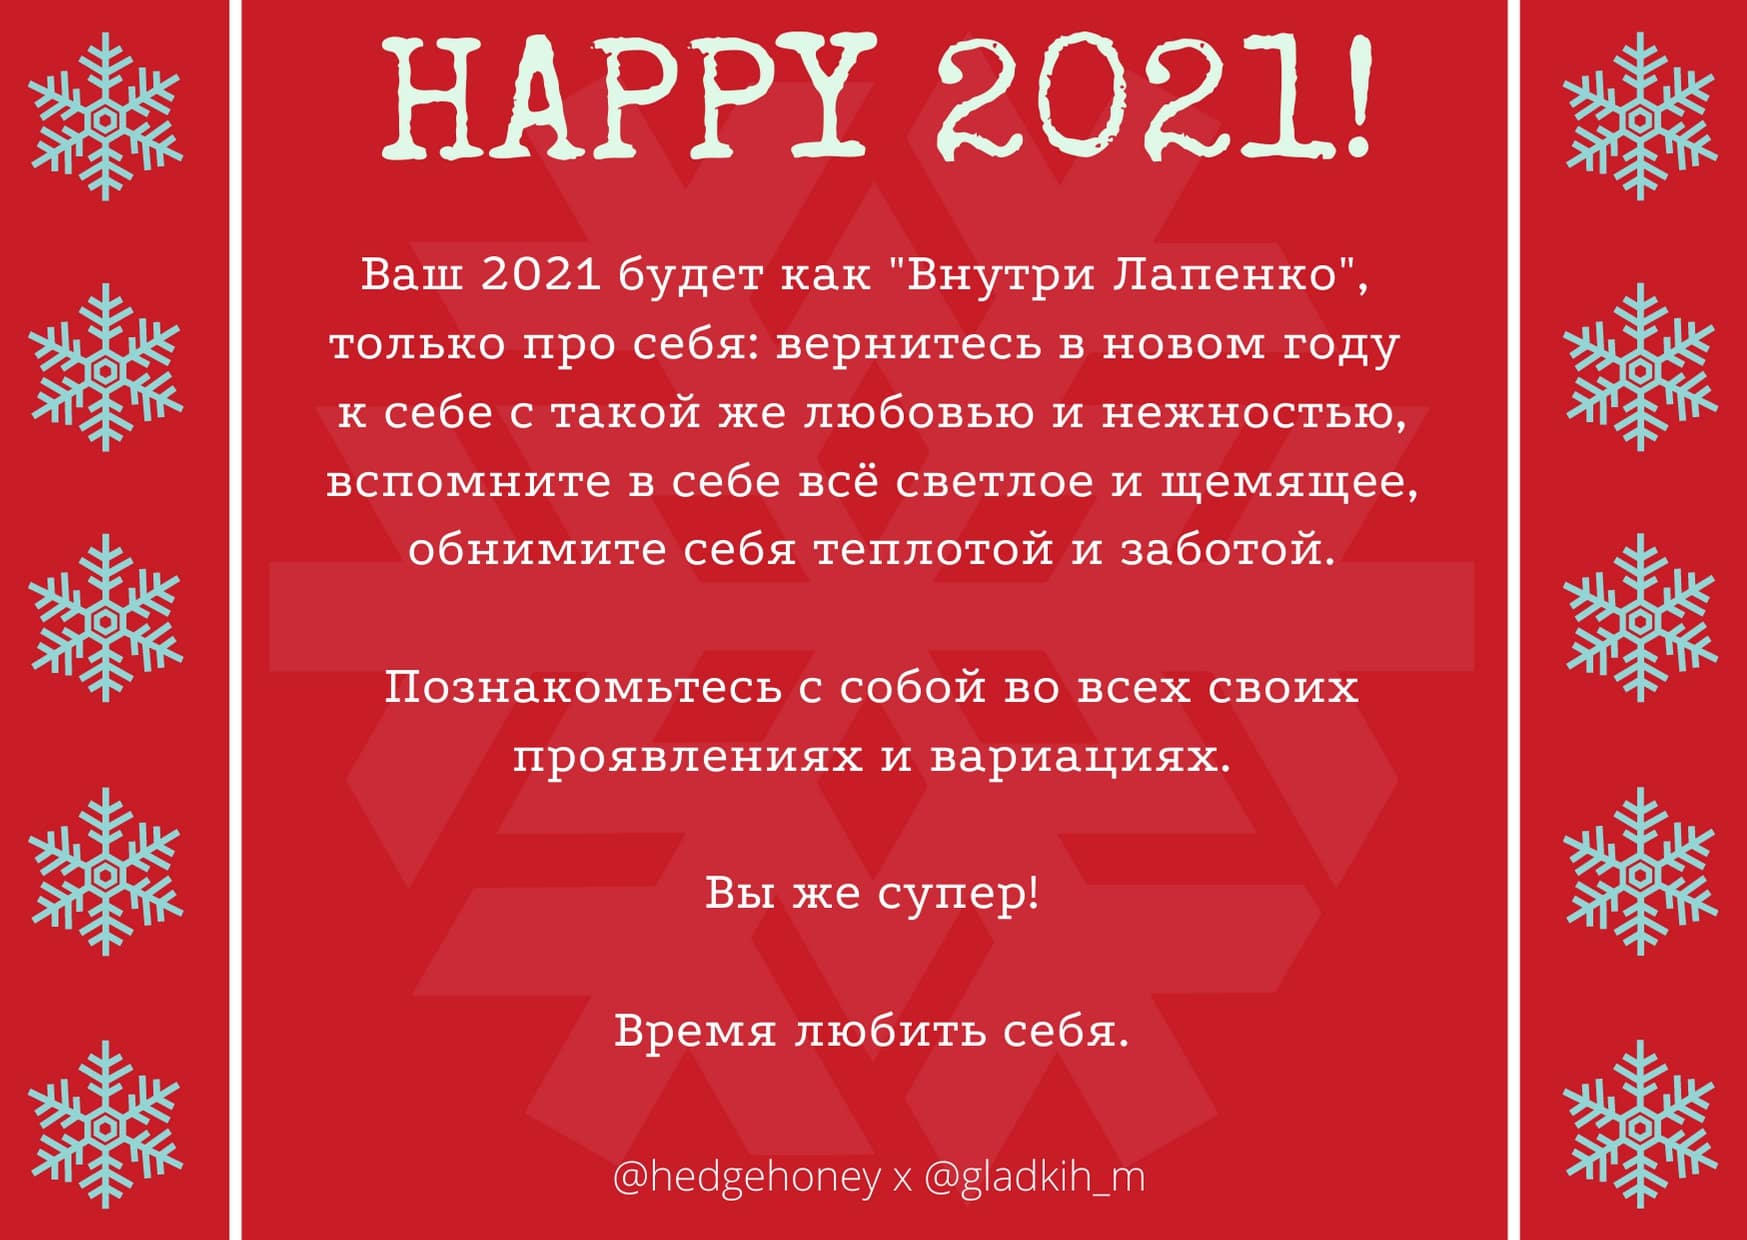 HAPPY 2021!
Ваш 2021 будет как "Внутри Лапенко",
только про себя: вернитесь в новом году
к себе с такой же любовью и нежностью,
вспомните в себе всё светлое и щемящее,
обнимите себя теплотой и заботой.
Познакомьтесь с собой во всех своих
проявлениях и вариациях.
Вы же супер!
Время любить себя.
@hedgehoney x @gladkih_m